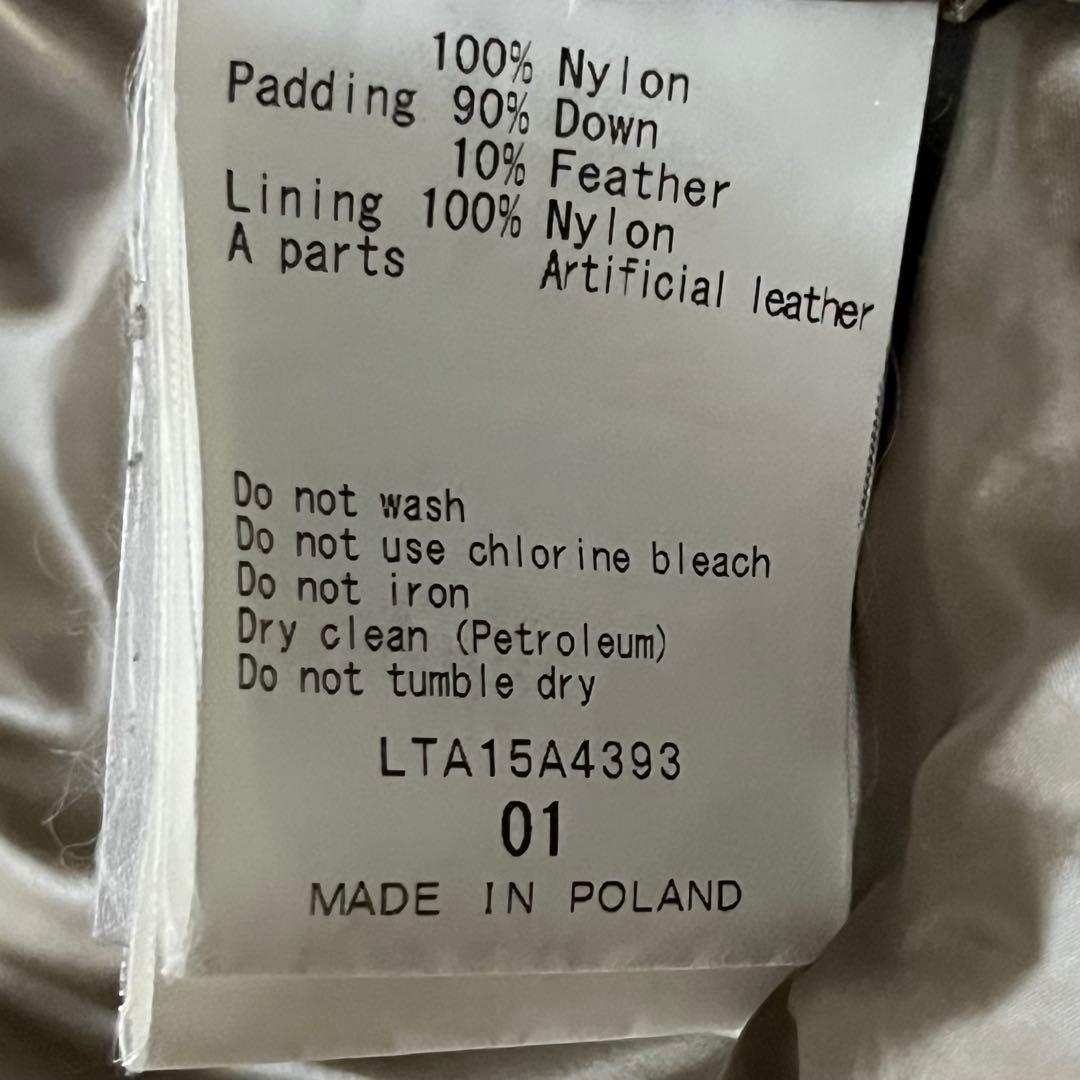 100% Nylon
Padding 90% Down
10% Feather
Lining 100% Nylon
A parts Artificial leather
Do not wash
Do not use chlorine bleach
Do not iron
Dry clean (Petroleum)
Do not tumble dry
LTA15A4393
01
MADE IN POLAND